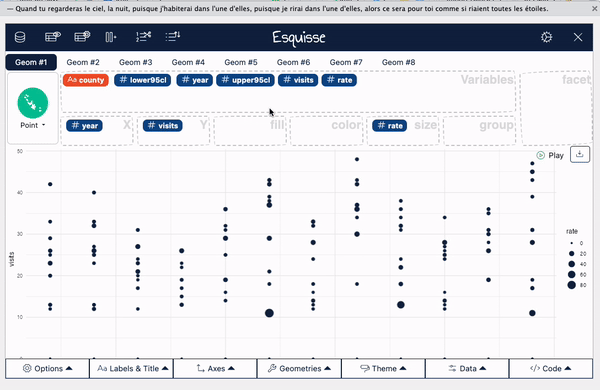 — Quand tu regarderas le ciel, la nuit, puisque j'habiterai dans l'une d'elles, puisque je rirai dans l'une d'elles, alors ce sera pour toi comme si riaient toutes les étoiles.
Esquisse
Geom #1 Geom #2 Geom #3 Geom #4 Geom #5 Geom #6 Geom #7 Geom #8
Aa county # lower95cl # year # upper95cl # visits # rate Variables facet
Point
# year X # visits Y fill color # rate size group
Play
50
40
30
20
10
0
visits
rate
0
20
40
60
80
Options Aa Labels & Title Axes Geometries Theme Data </> Code